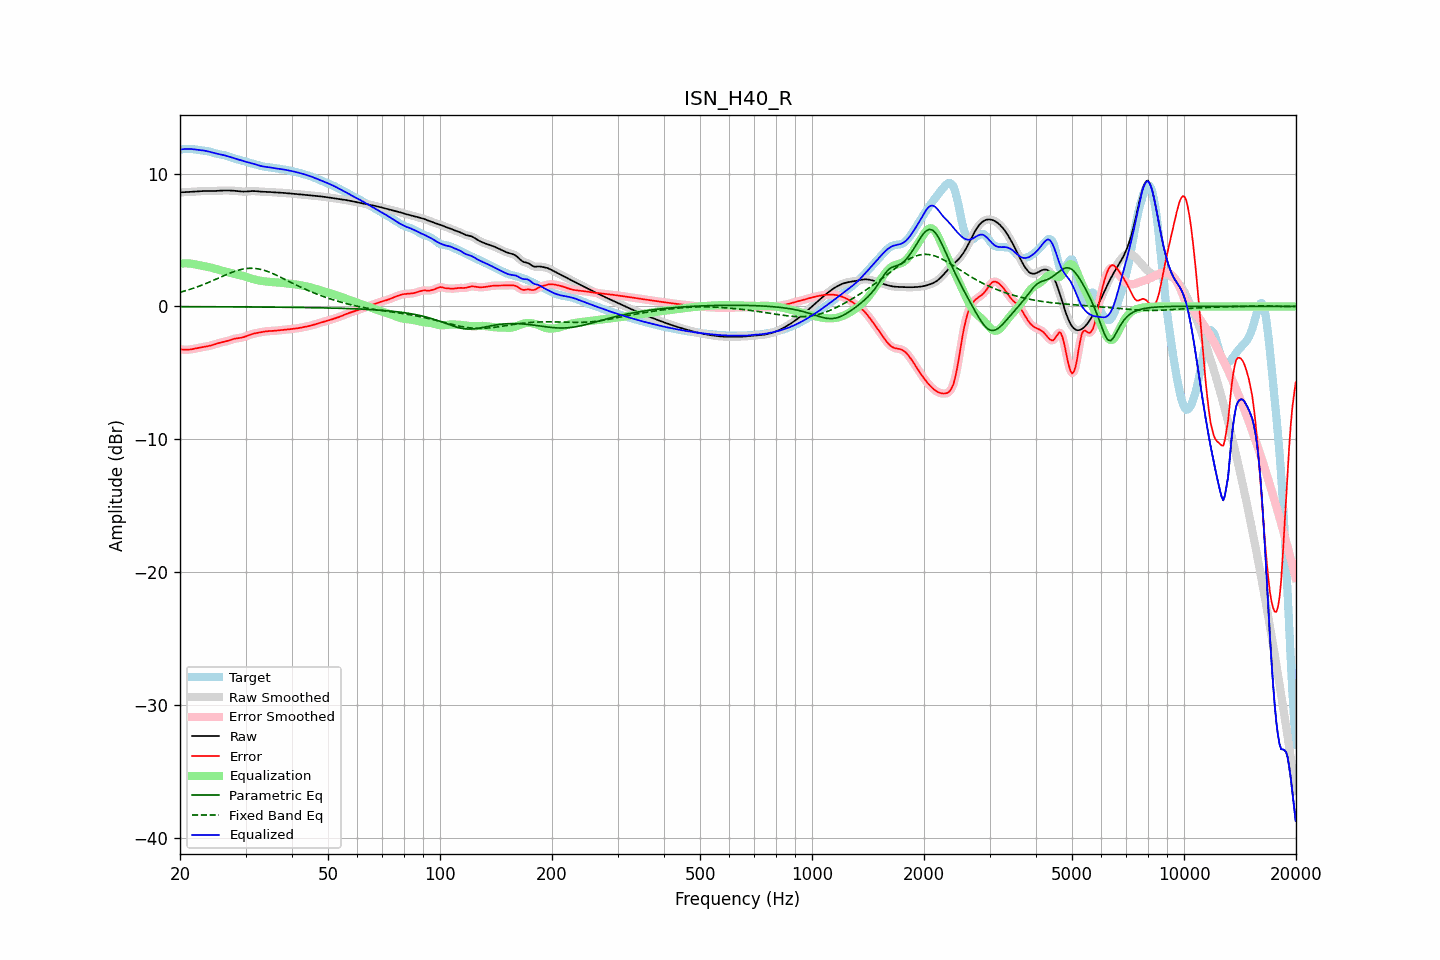 ISN_H40_R
10
0
−10
−20
−30
−40
Amplitude (dBr)
20
50
100
200
500
1000
2000
5000
10000
20000
Frequency (Hz)
Target
Raw Smoothed
Error Smoothed
Raw
Error
Equalization
Parametric Eq
Fixed Band Eq
Equalized